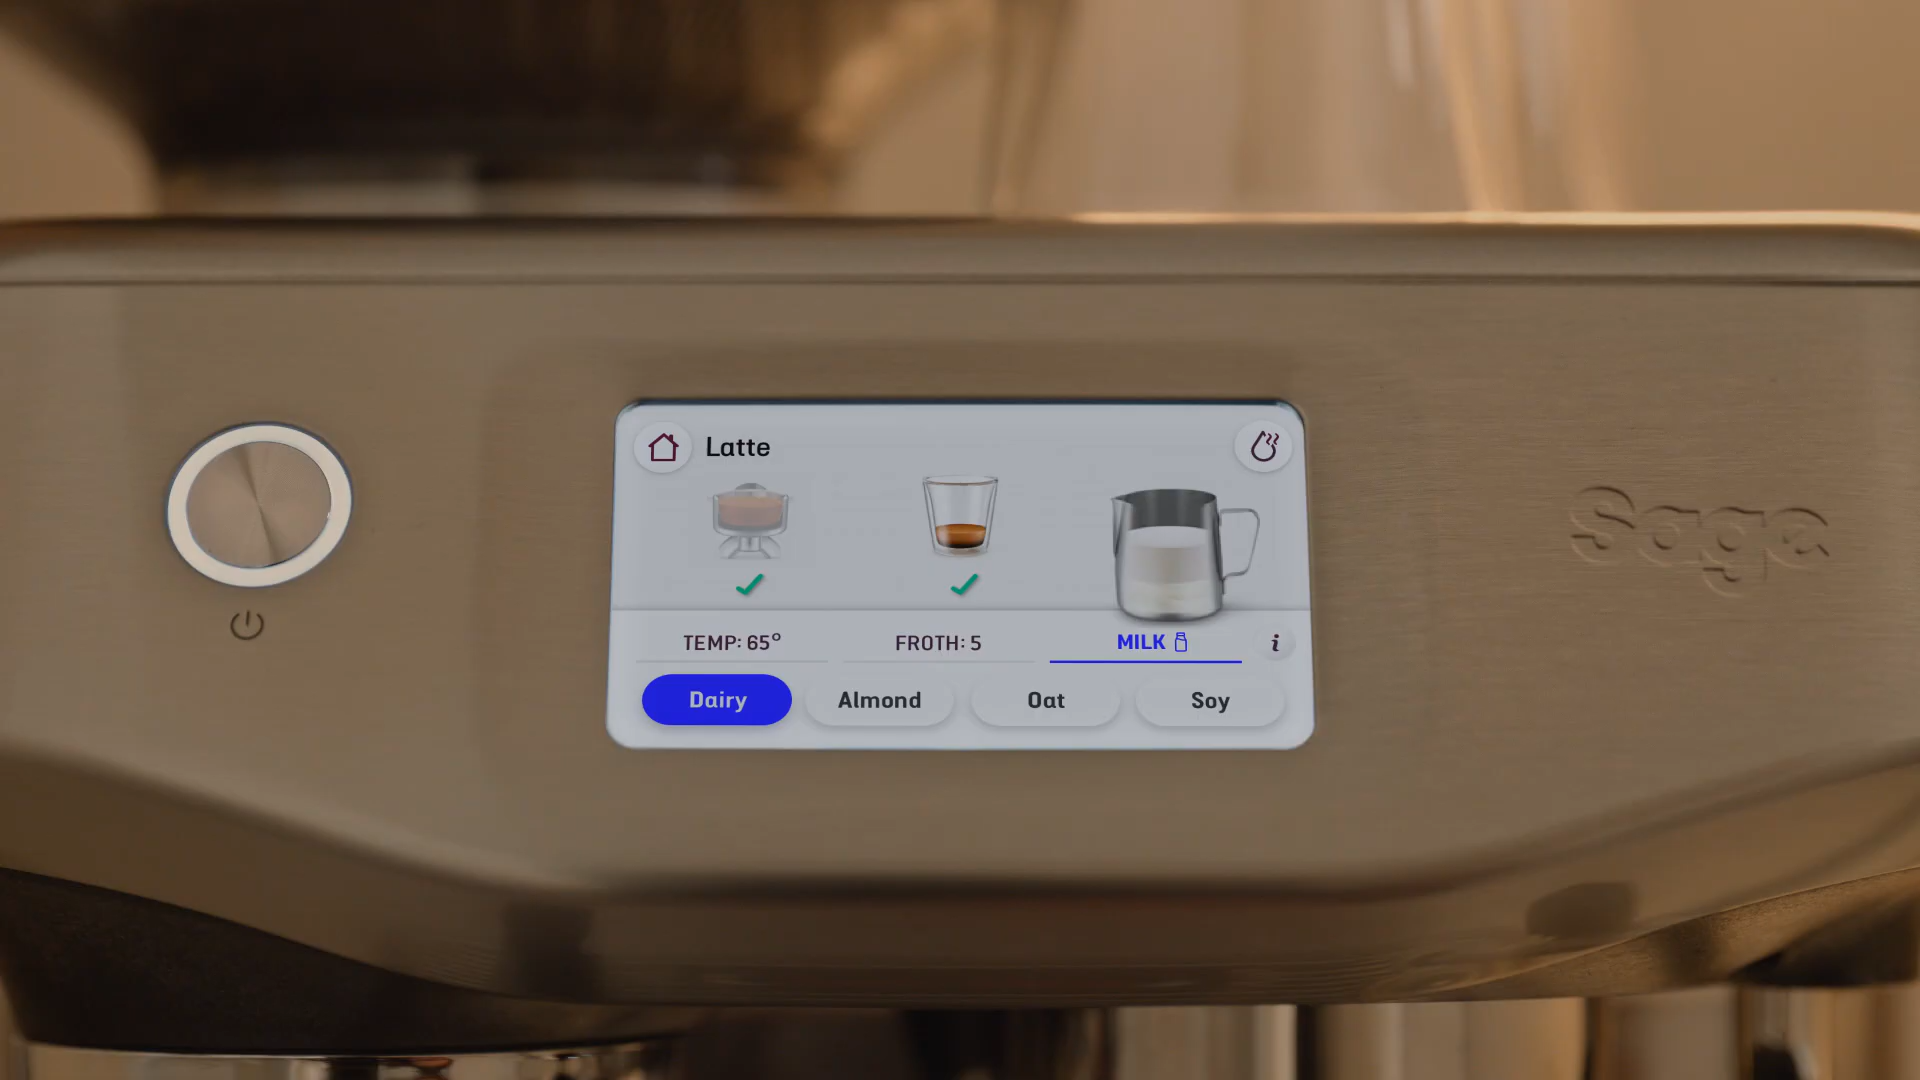 Latte
Sage
TEMP: 65°
FROTH: 5
MILK
i
Dairy
Almond
Oat
Soy